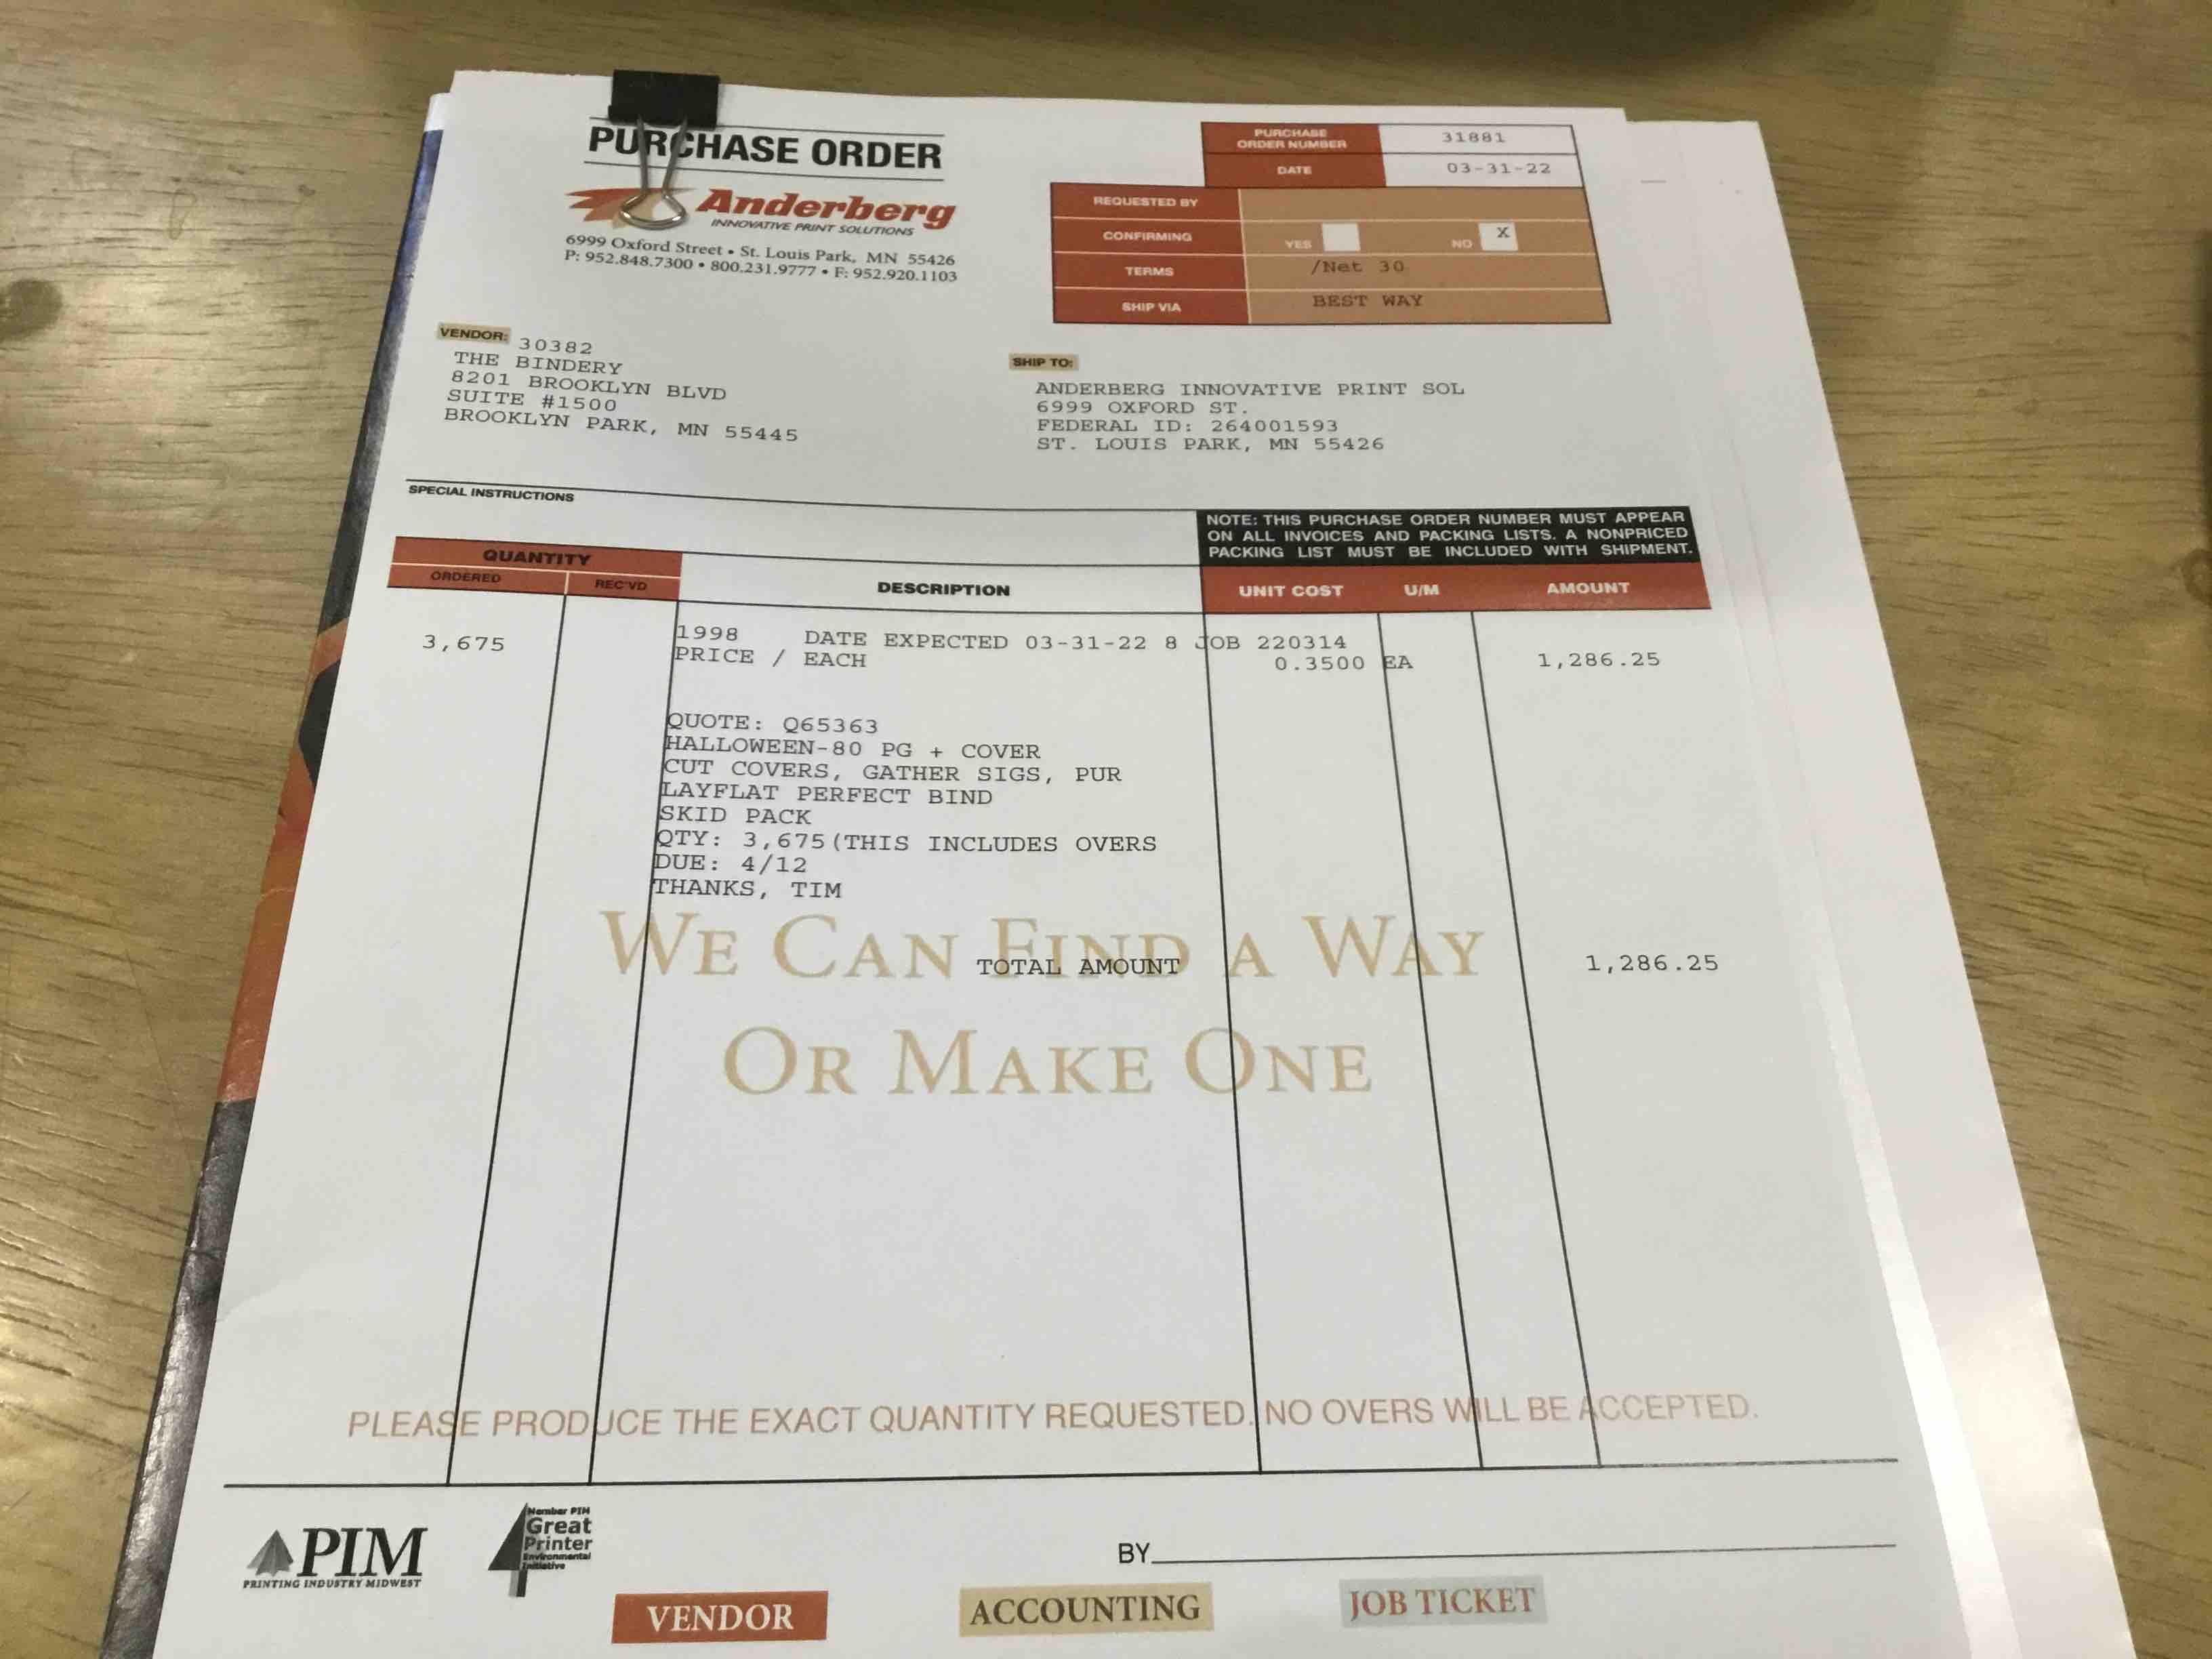 PURCHASE ORDER
Anderberg
INNOVATIVE PRINT SOLUTIONS
6999 Oxford Street • St. Louis Park, MN 55426
P: 952.848.7300 • 800.231.9777 • F: 952.920.1103
PURCHASE ORDER NUMBER 31881
DATE 03-31-22
REQUESTED BY
CONFIRMING YES NO X
TERMS /Net 30
SHIP VIA BEST WAY
VENDOR: 30382
THE BINDERY
8201 BROOKLYN BLVD
SUITE #1500
BROOKLYN PARK, MN 55445
SHIP TO:
ANDERBERG INNOVATIVE PRINT SOL
6999 OXFORD ST.
FEDERAL ID: 264001593
ST. LOUIS PARK, MN 55426
SPECIAL INSTRUCTIONS
NOTE: THIS PURCHASE ORDER NUMBER MUST APPEAR
ON ALL INVOICES AND PACKING LISTS. A NONPRICED
PACKING LIST MUST BE INCLUDED WITH SHIPMENT.
QUANTITY
ORDERED REC'VD DESCRIPTION UNIT COST U/M AMOUNT
3,675 1998 DATE EXPECTED 03-31-22 8 JOB 220314
PRICE / EACH 0.3500 EA 1,286.25
QUOTE: Q65363
HALLOWEEN-80 PG + COVER
CUT COVERS, GATHER SIGS, PUR
LAYFLAT PERFECT BIND
SKID PACK
QTY: 3,675(THIS INCLUDES OVERS
DUE: 4/12
THANKS, TIM
WE CAN FIND A WAY
TOTAL AMOUNT 1,286.25
OR MAKE ONE
PLEASE PRODUCE THE EXACT QUANTITY REQUESTED. NO OVERS WILL BE ACCEPTED.
PIM
PRINTING INDUSTRY MIDWEST
Member PIM
Great
Printer
Environmental
Initiative
BY
VENDOR ACCOUNTING JOB TICKET